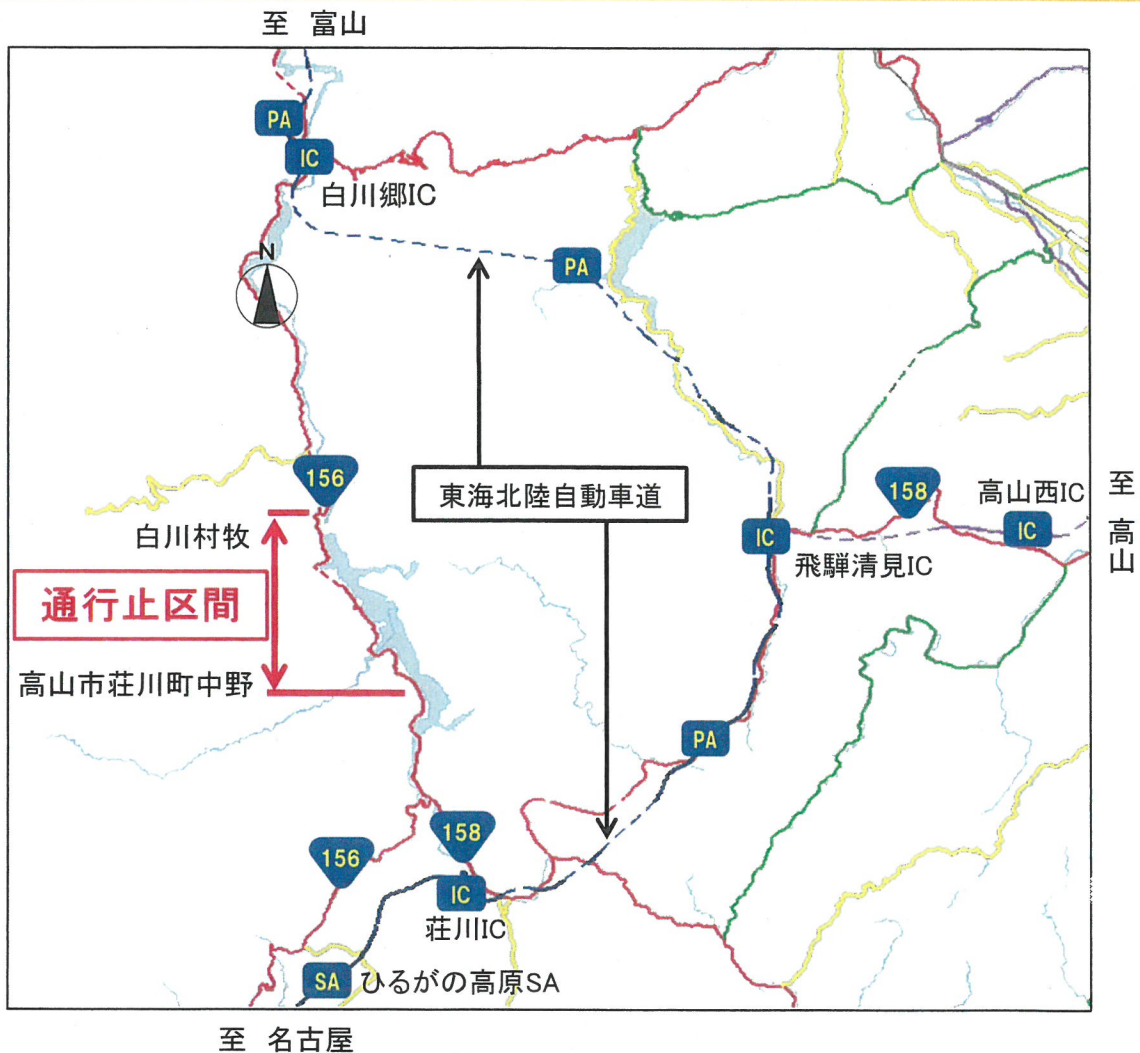 至 富山
PA
IC
白川郷IC
N
PA
156
東海北陸自動車道
158
高山西IC
至 高山
白川村牧
IC
IC
飛騨清見IC
通行止区間
高山市荘川町中野
PA
158
156
IC
荘川IC
SA
ひるがの高原SA
至 名古屋